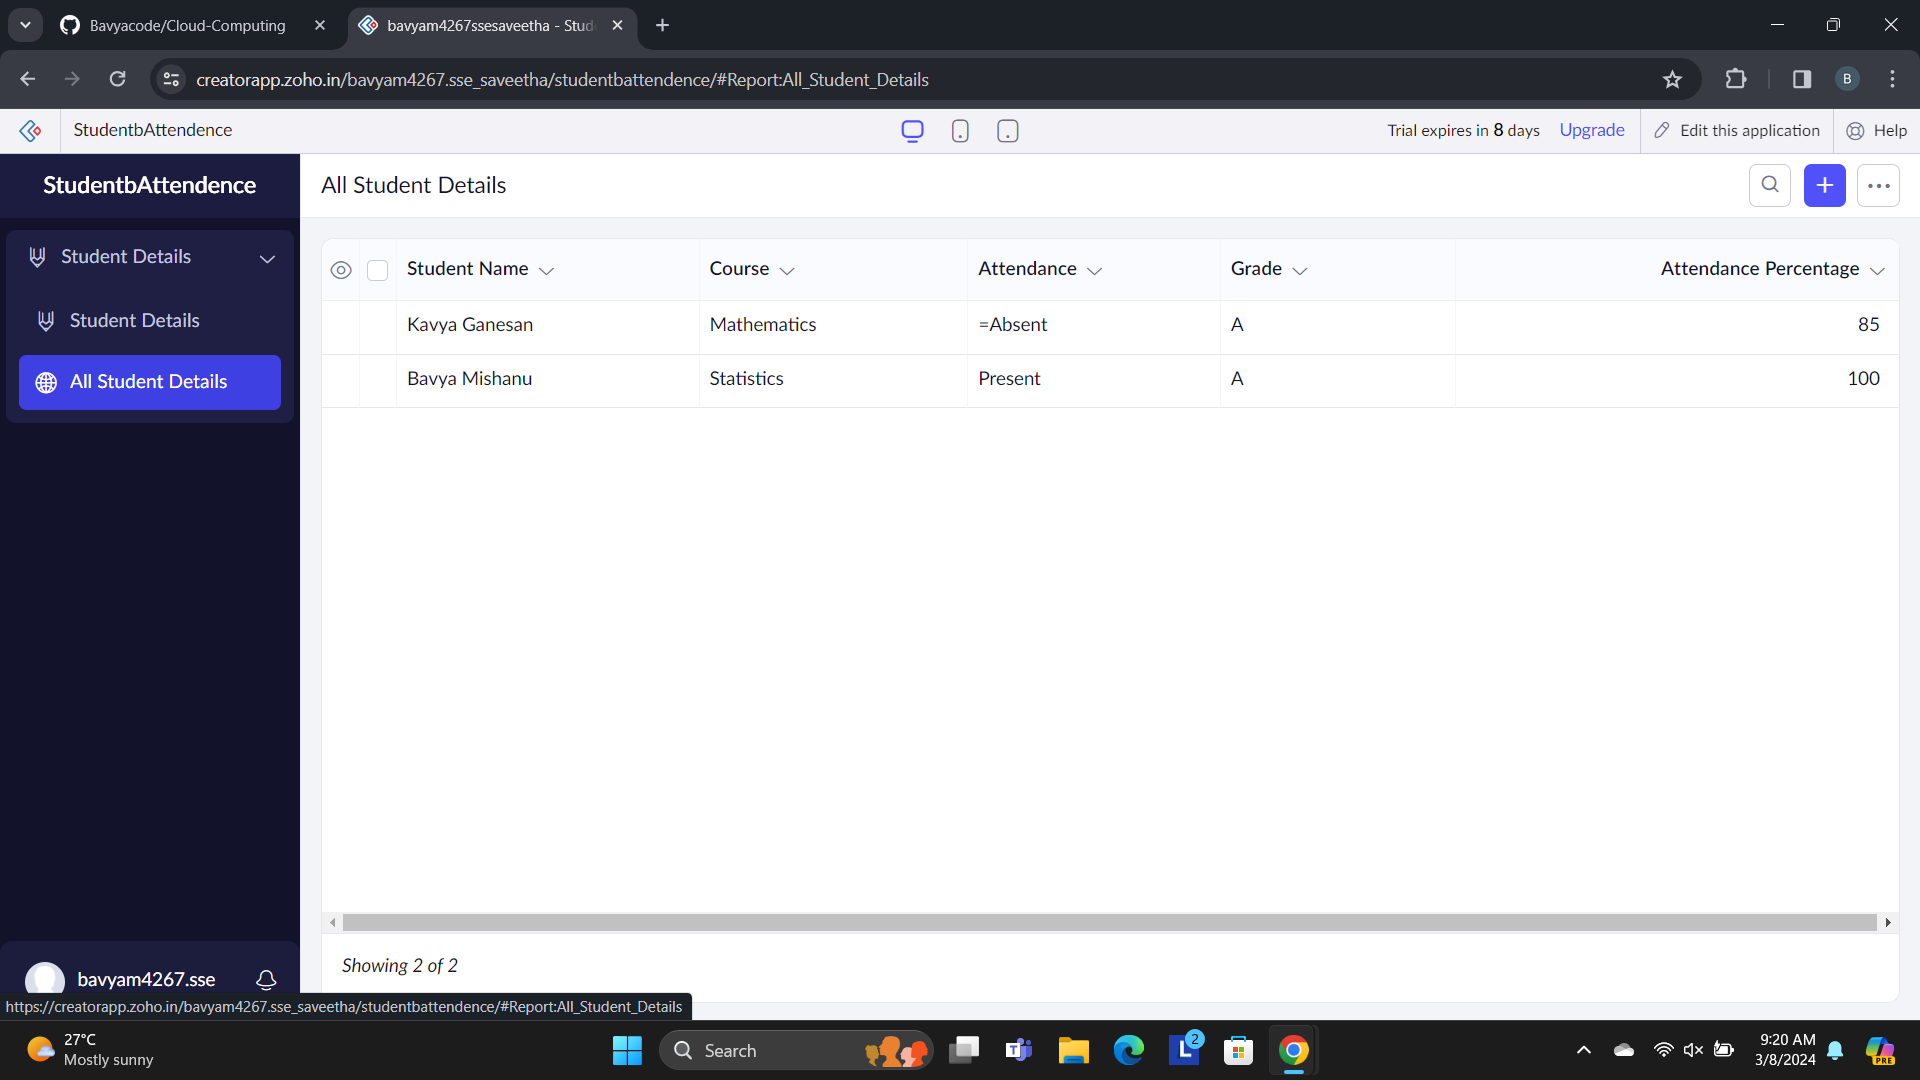 Bavyacode/Cloud-Computing
bavyam4267ssesaveetha - Stud
creatorapp.zoho.in/bavyam4267.sse_saveetha/studentbattendence/#Report:All_Student_Details
B
StudentbAttendence
Trial expires in 8 days
Upgrade
Edit this application
Help
StudentbAttendence
All Student Details
Student Details
Student Details
All Student Details
Student Name Course Attendance Grade Attendance Percentage
Kavya Ganesan Mathematics =Absent A 85
Bavya Mishanu Statistics Present A 100
Showing 2 of 2
bavyam4267.sse
https://creatorapp.zoho.in/bavyam4267.sse_saveetha/studentbattendence/#Report:All_Student_Details
27°C
Mostly sunny
Search
T
L
2
9:20 AM
3/8/2024
PRE